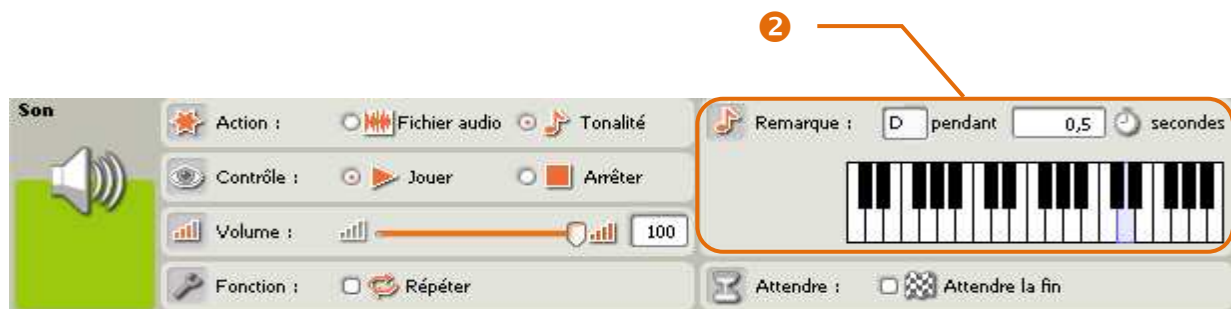 2
Son
Action : Fichier audio Tonalité
Remarque : D pendant 0,5 secondes
Contrôle : Jouer Arrêter
Volume : 100
Fonction : Répéter
Attendre : Attendre la fin